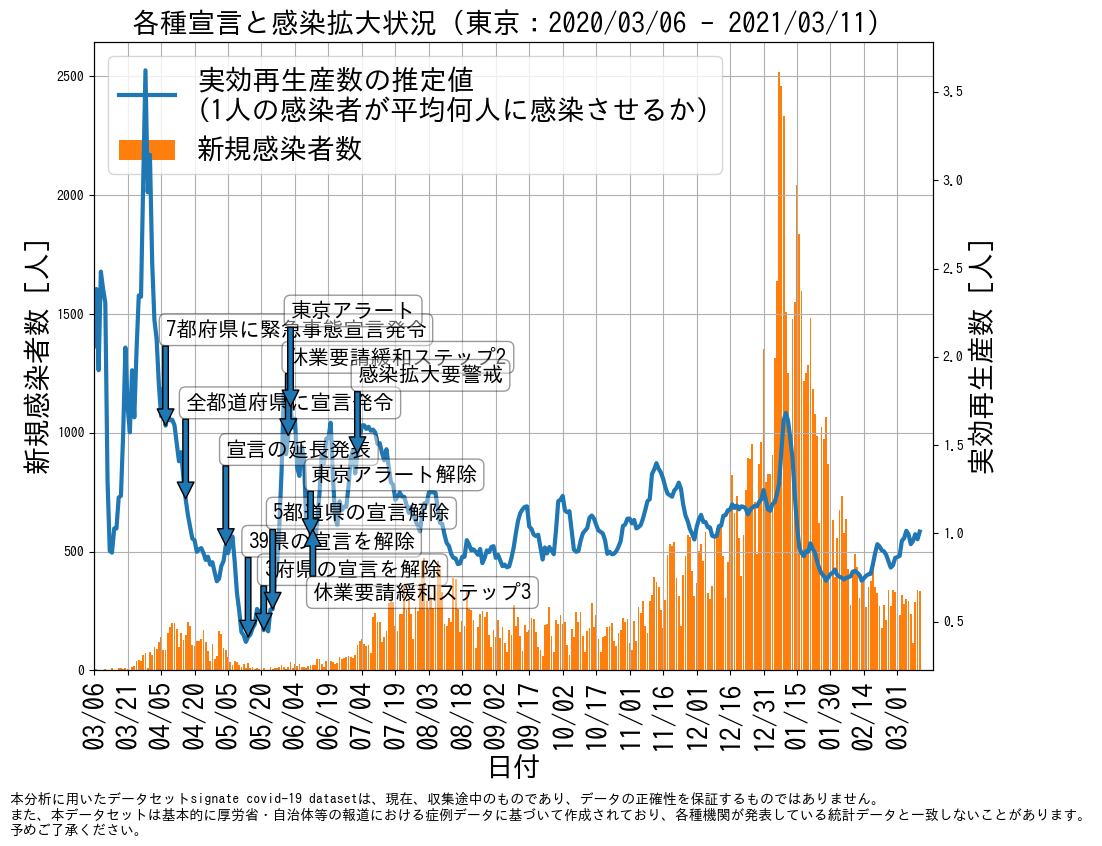 各種宣言と感染拡大状況 (東京：2020/03/06 - 2021/03/11)
実効再生産数の推定値
(1人の感染者が平均何人に感染させるか)
新規感染者数
新規感染者数 [人]
2500
2000
1500
1000
500
0
3.5
3.0
2.5
2.0
1.5
1.0
0.5
実効再生産数 [人]
東京アラート
7都府県に緊急事態宣言発令
休業要請緩和ステップ2
感染拡大要警戒
全都道府県に宣言発令
宣言の延長発表
東京アラート解除
5都道県の宣言解除
39県の宣言を解除
3府県の宣言を解除
休業要請緩和ステップ3
03/06
03/21
04/05
04/20
05/05
05/20
06/04
06/19
07/04
07/19
08/03
08/18
09/02
09/17
10/02
10/17
11/01
11/16
12/01
12/16
12/31
01/15
01/30
02/14
03/01
日付
本分析に用いたデータセットsignate covid-19 datasetは、現在、収集途中のものであり、データの正確性を保証するものではありません。
また、本データセットは基本的に厚労省・自治体等の報道における症例データに基づいて作成されており、各種機関が発表している統計データと一致しないことがあります。
予めご了承ください。